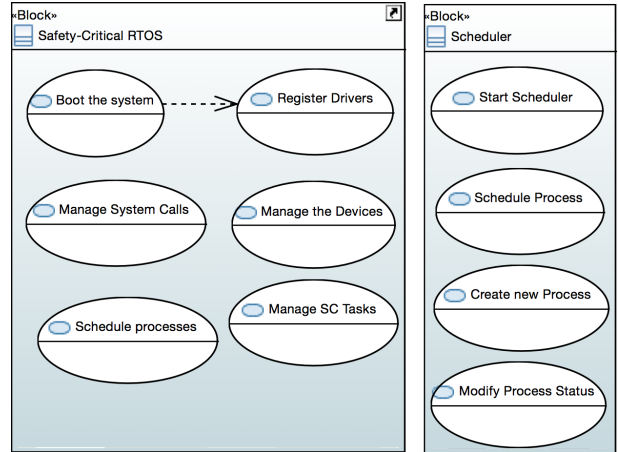 «Block»
Safety-Critical RTOS
Boot the system
Register Drivers
Manage System Calls
Manage the Devices
Schedule processes
Manage SC Tasks
«Block»
Scheduler
Start Scheduler
Schedule Process
Create new Process
Modify Process Status